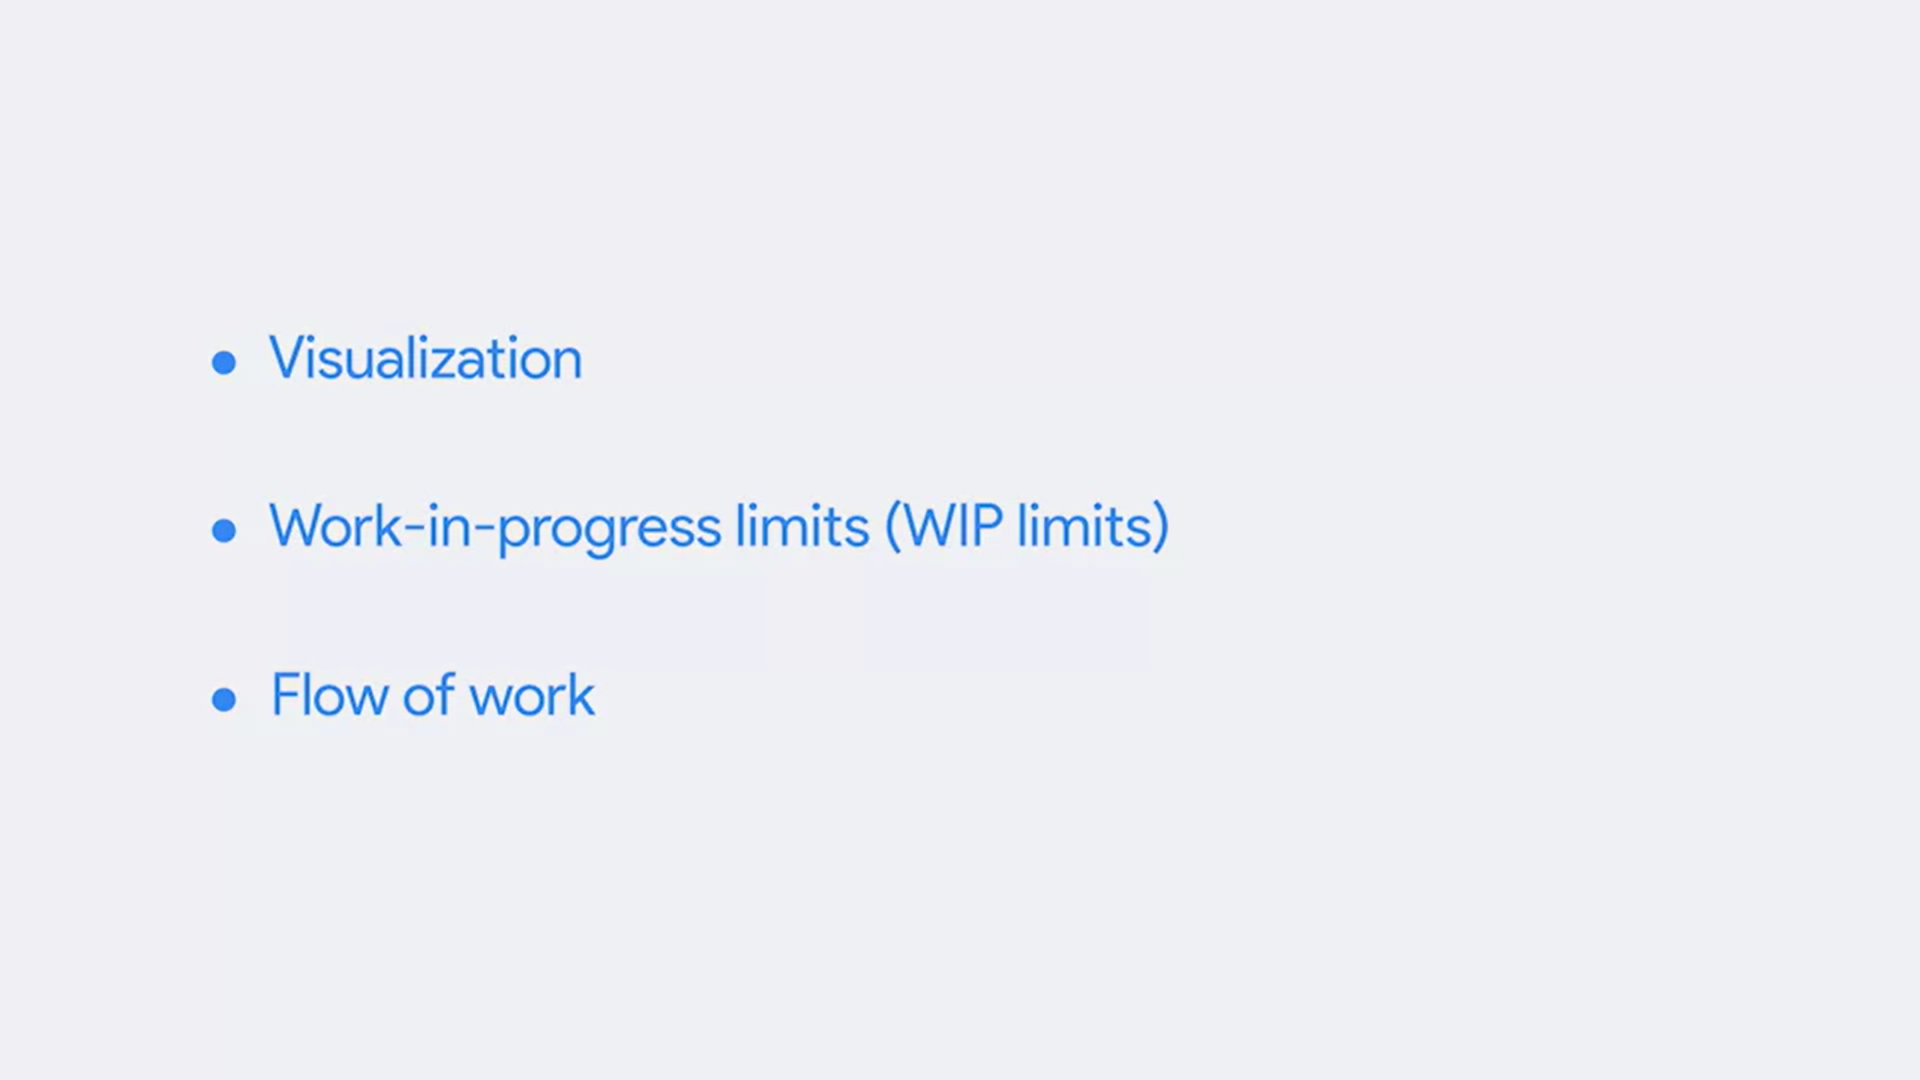 • Visualization
• Work-in-progress limits (WIP limits)
• Flow of work